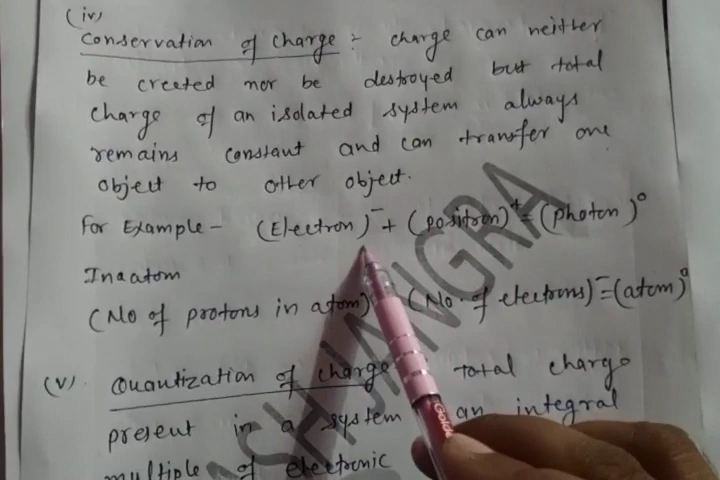 (iv)
Conservation of charge :- charge can neither
be creeted nor be destroyed but total
charge of an isolated system always
remains constant and can transfer one
object to other object.
For Example - (Electron)⁻ + (positron)⁺ = (photon)⁰
In a atom
(No of protons in atom) (No. of electrons)⁻ = (atom)⁰
(v). Quantization of charge total charge
present in a system an integral
multiple of electronic
ASH JANGRA